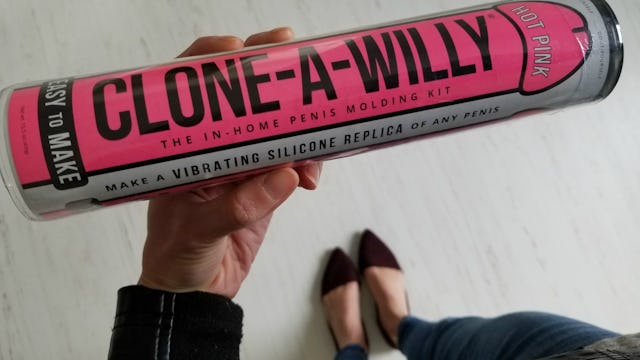 EASY TO MAKE
CLONE-A-WILLY®
THE IN-HOME PENIS MOLDING KIT
MAKE A VIBRATING SILICONE REPLICA OF ANY PENIS
HOT PINK